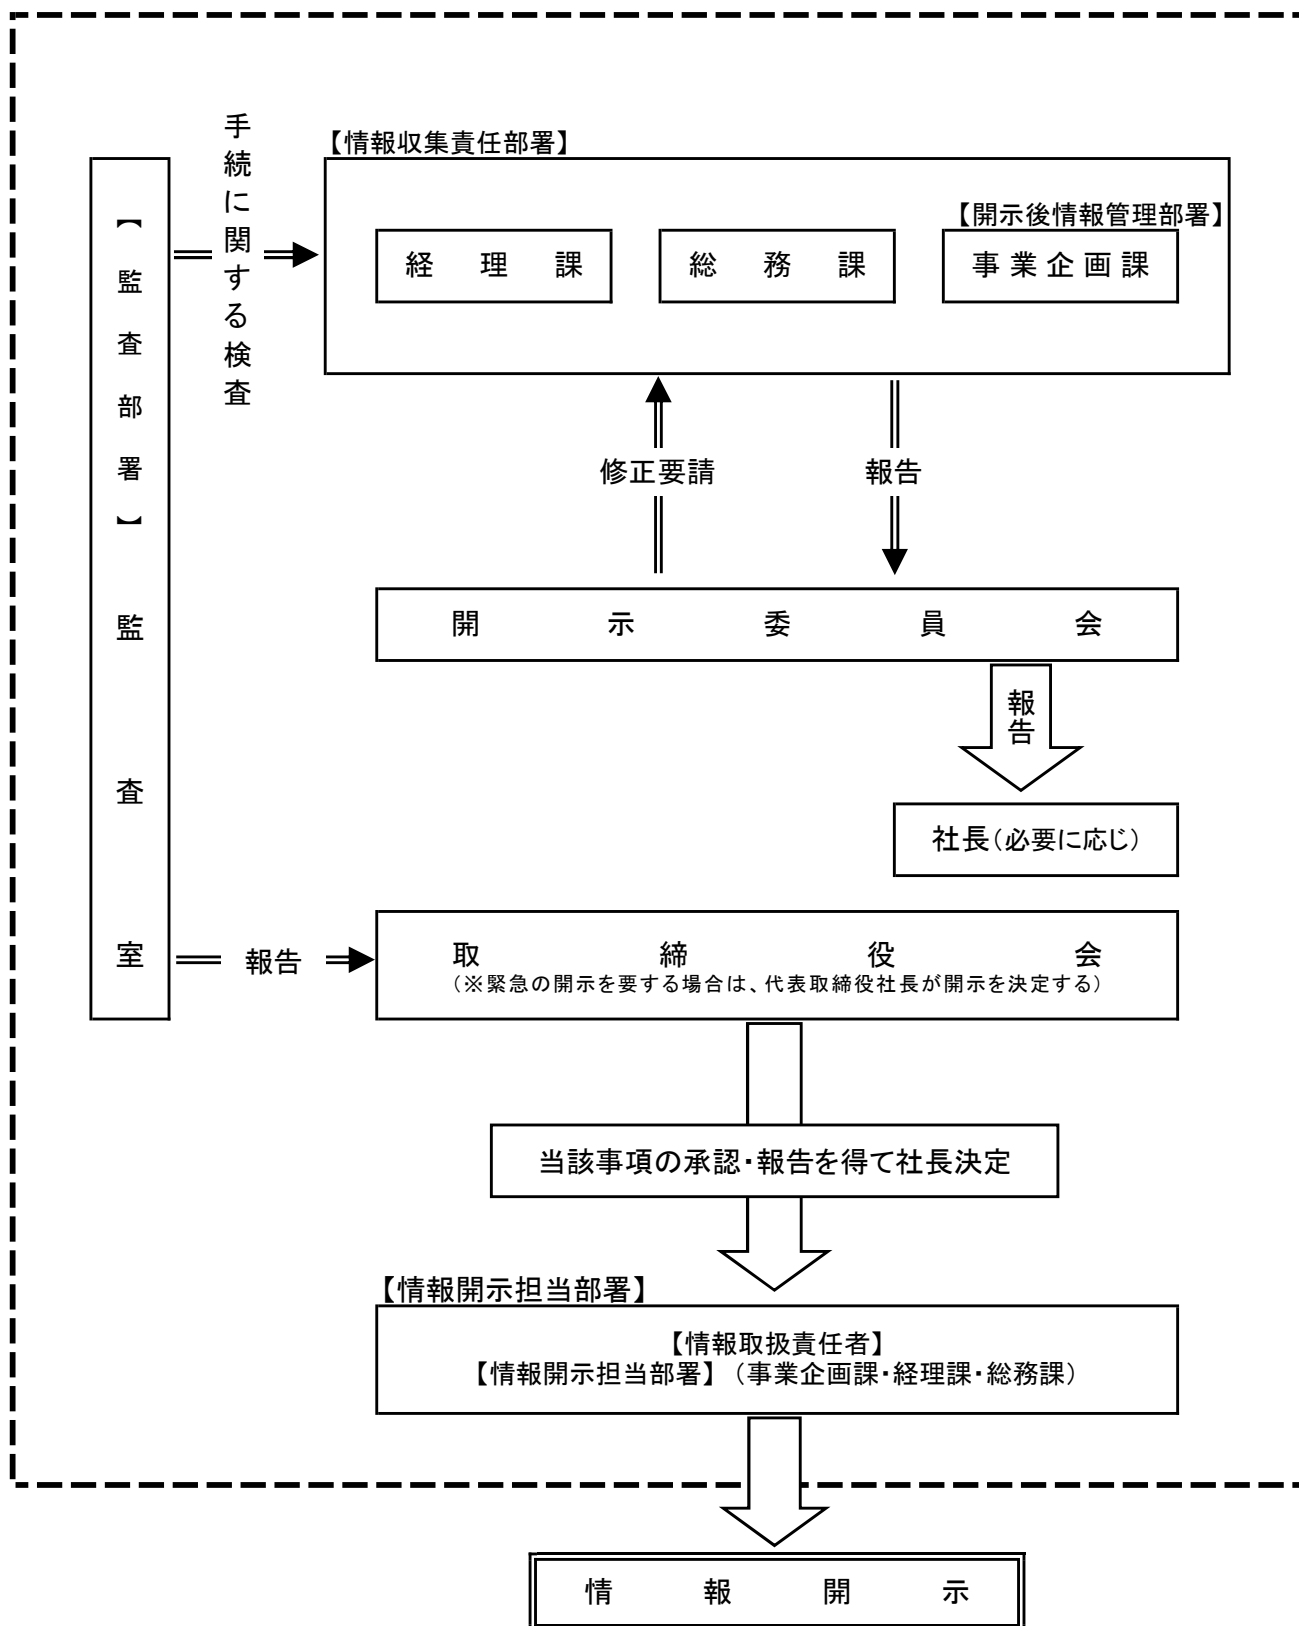 手続に関する検査
【情報収集責任部署】
【監査部署】監査室
【開示後情報管理部署】
経理課
総務課
事業企画課
修正要請
報告
開示委員会
報告
社長(必要に応じ)
報告
取締役会
(※緊急の開示を要する場合は、代表取締役社長が開示を決定する)
当該事項の承認・報告を得て社長決定
【情報開示担当部署】
【情報取扱責任者】
【情報開示担当部署】(事業企画課・経理課・総務課)
情報開示